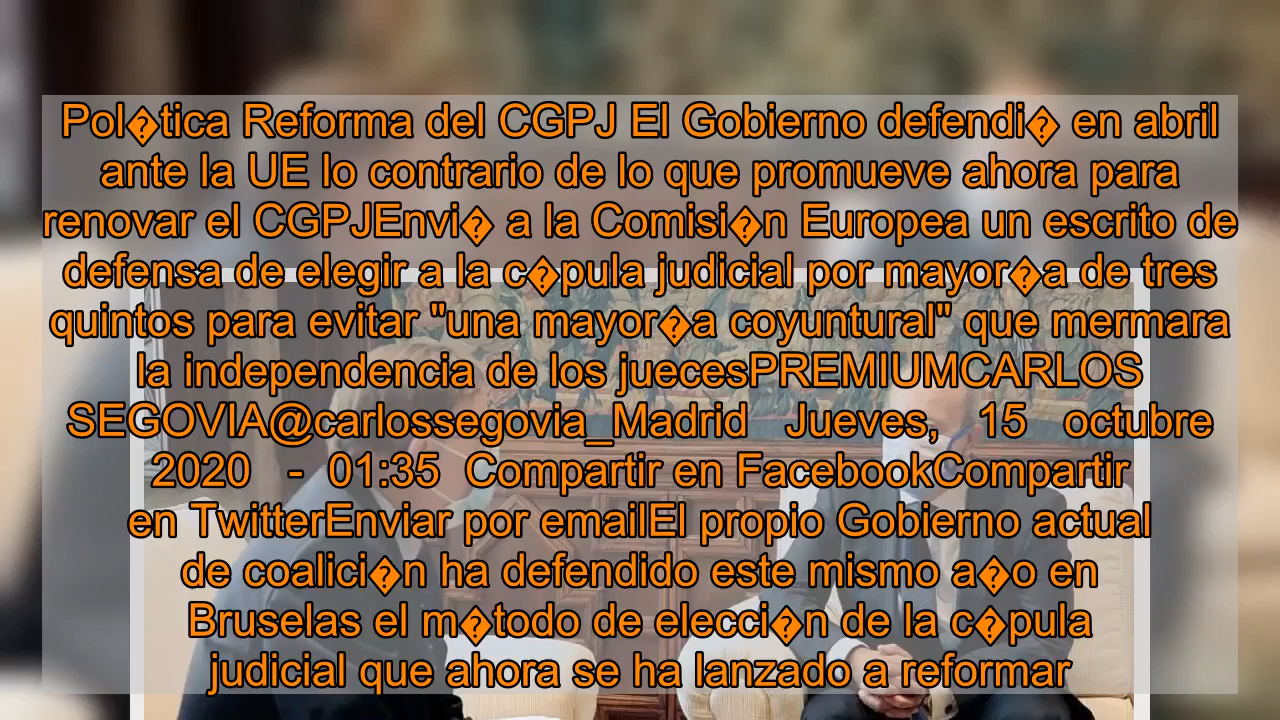 Pol�tica Reforma del CGPJ El Gobierno defendi� en abril
ante la UE lo contrario de lo que promueve ahora para
renovar el CGPJEnvi� a la Comisi�n Europea un escrito de
defensa de elegir a la c�pula judicial por mayor�a de tres
quintos para evitar "una mayor�a coyuntural" que mermara
la independencia de los juecesPREMIUMCARLOS
SEGOVIA@carlossegovia_Madrid Jueves, 15 octubre
2020 - 01:35 Compartir en FacebookCompartir
en TwitterEnviar por emailEl propio Gobierno actual
de coalici�n ha defendido este mismo a�o en
Bruselas el m�todo de elecci�n de la c�pula
judicial que ahora se ha lanzado a reformar